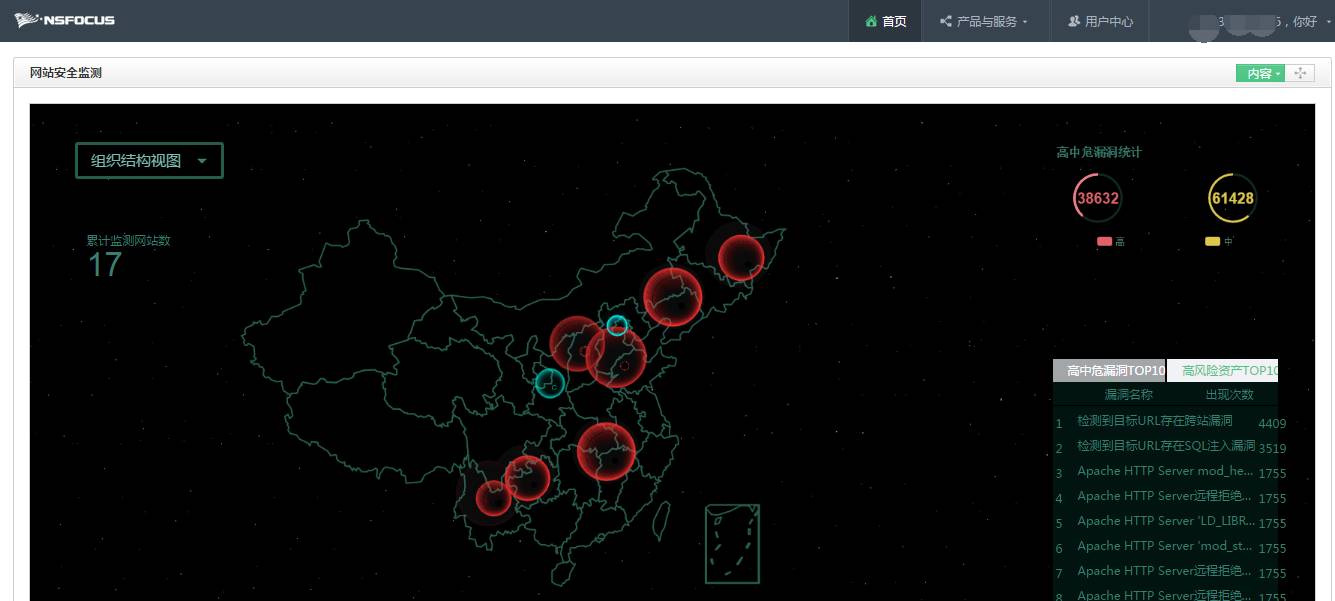 NSFOCUS
首页
产品与服务
用户中心
，你好
网站安全监测
内容
组织结构视图
累计监测网站数
17
高中危漏洞统计
38632
61428
高
中
高中危漏洞TOP10
高风险资产TOP10
漏洞名称 出现次数
1 检测到目标URL存在跨站漏洞 4409
2 检测到目标URL存在SQL注入漏洞 3519
3 Apache HTTP Server mod_he... 1755
4 Apache HTTP Server远程拒绝... 1755
5 Apache HTTP Server 'LD_LIBR... 1755
6 Apache HTTP Server 'mod_st... 1755
7 Apache HTTP Server远程拒绝... 1755
8 Apache HTTP Server远程拒绝... 1755